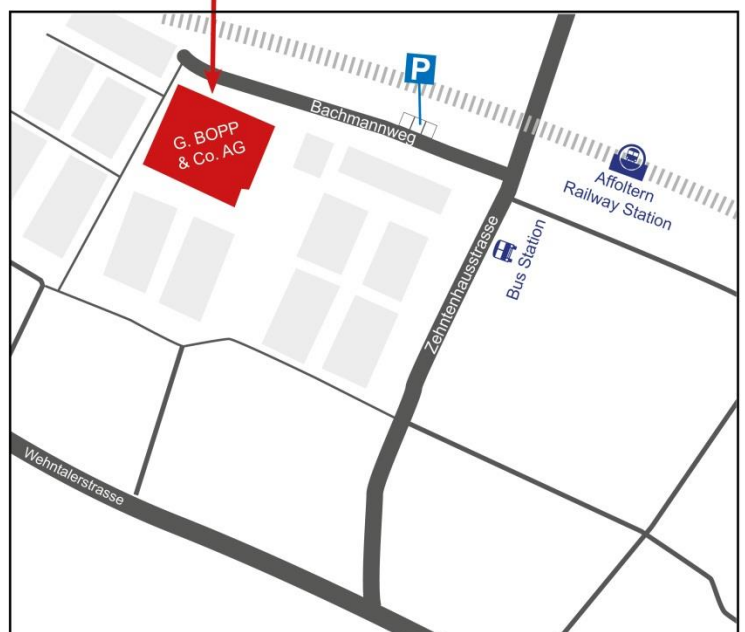 P
Bachmannweg
G. BOPP
& Co. AG
Affoltern
Railway Station
Bus Station
Zehntenhausstrasse
Wehntalerstrasse